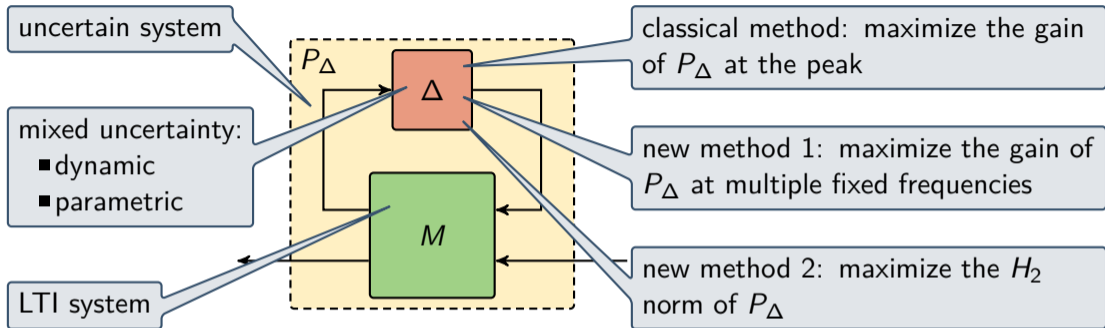 uncertain system
mixed uncertainty:
■ dynamic
■ parametric
LTI system
P_Δ
Δ
M
classical method: maximize the gain
of P_Δ at the peak
new method 1: maximize the gain of
P_Δ at multiple fixed frequencies
new method 2: maximize the H_2
norm of P_Δ